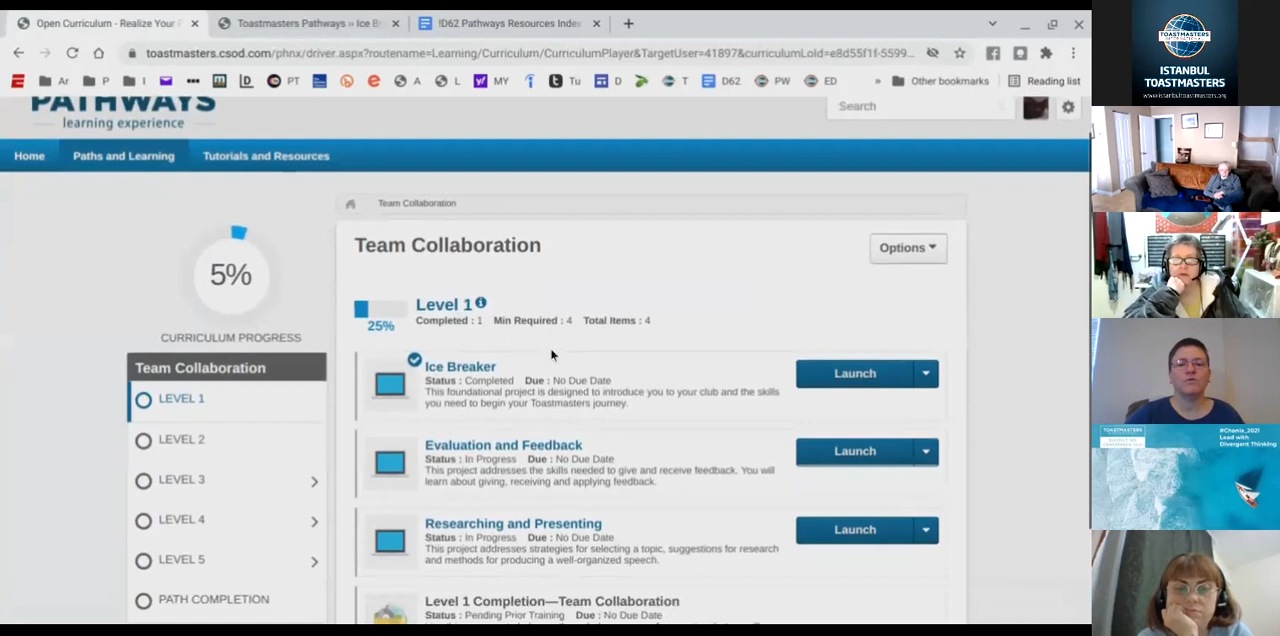 Open Curriculum - Realize Your P
Toastmasters Pathways » Ice B
!D62 Pathways Resources Index
toastmasters.csod.com/phnx/driver.aspx?routename=Learning/Curriculum/CurriculumPlayer&TargetUser=41897&curriculumLoId=e8d55f1f-5599...
Ar P I PT A L MY Tu D T D62 PW ED » Other bookmarks Reading list
PATHWAYS
learning experience
Search
Home Paths and Learning Tutorials and Resources
Team Collaboration
5%
CURRICULUM PROGRESS
Team Collaboration
LEVEL 1
LEVEL 2
LEVEL 3
LEVEL 4
LEVEL 5
PATH COMPLETION
Team Collaboration
Options
Level 1
25%
Completed : 1 Min Required : 4 Total Items : 4
Ice Breaker
Status : Completed Due : No Due Date
This foundational project is designed to introduce you to your club and the skills
you need to begin your Toastmasters journey.
Launch
Evaluation and Feedback
Status : In Progress Due : No Due Date
This project addresses the skills needed to give and receive feedback. You will
learn about giving, receiving and applying feedback.
Launch
Researching and Presenting
Status : In Progress Due : No Due Date
This project addresses strategies for selecting a topic, suggestions for research
and methods for producing a well-organized speech.
Launch
Level 1 Completion—Team Collaboration
Status : Pending Prior Training Due : No Due Date
ISTANBUL
TOASTMASTERS
www.istanbultoastmasters.org
TOASTMASTERS
#Chania_2021
Lead with
Divergent Thinking